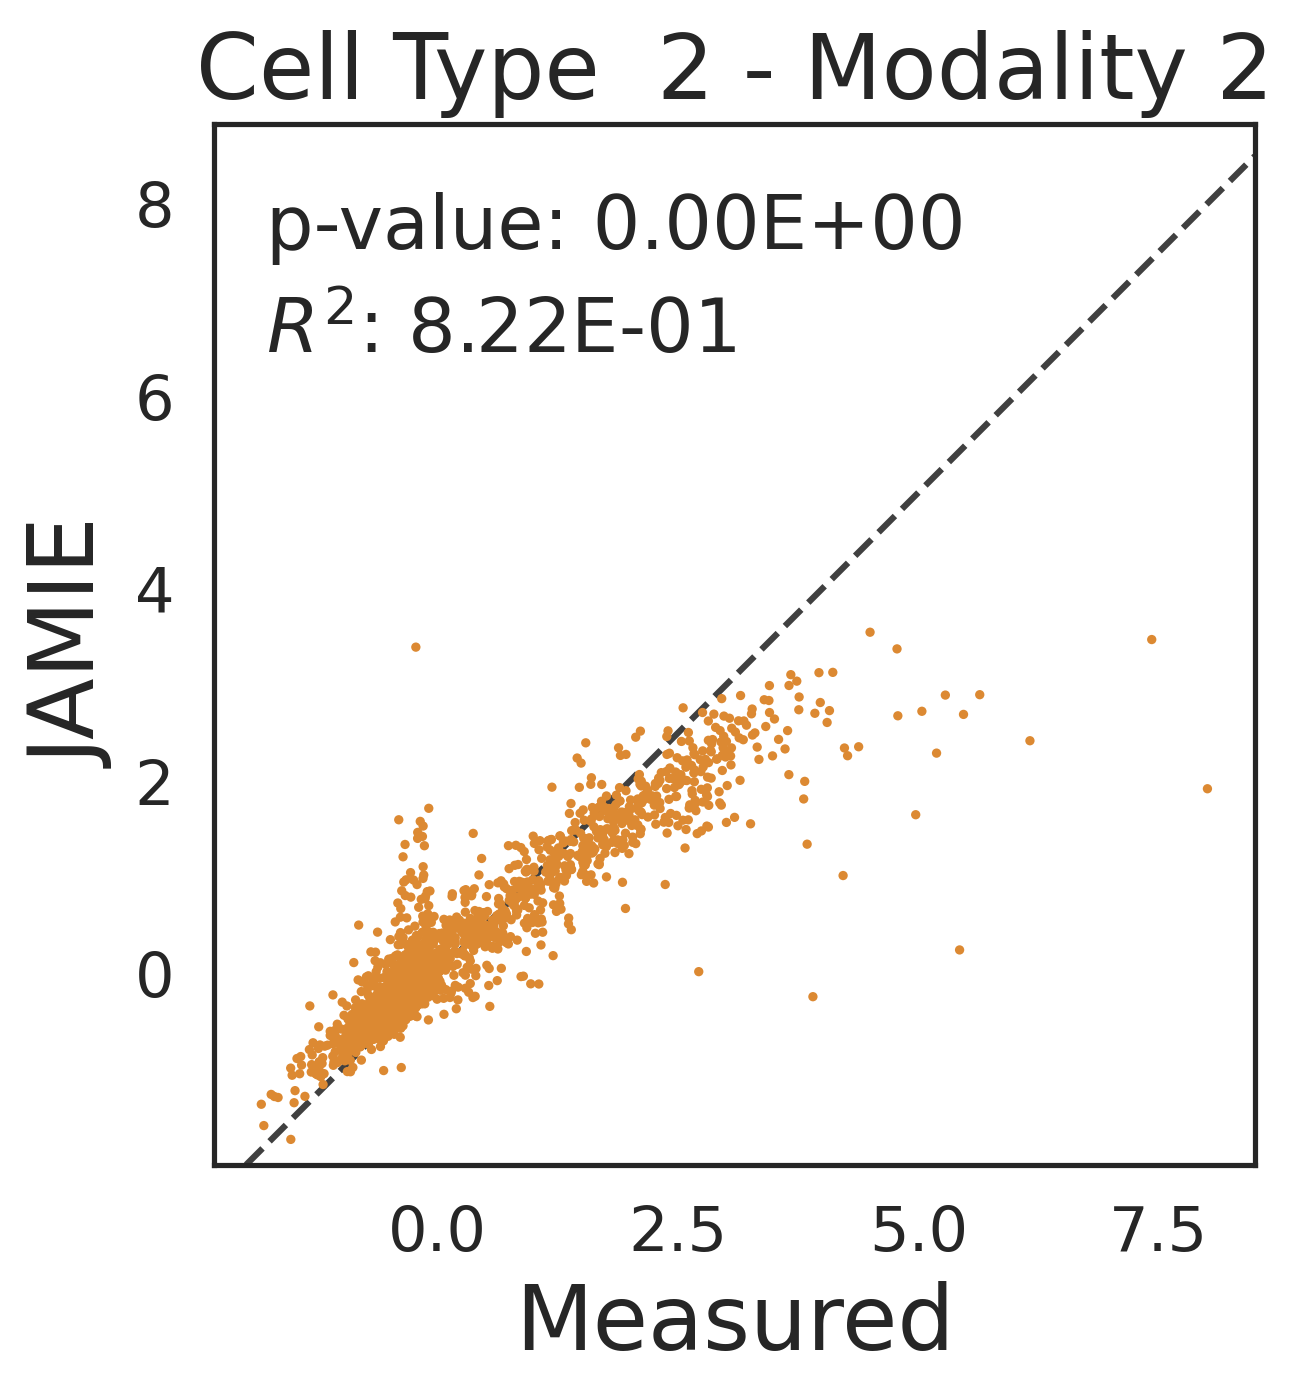 Cell Type  2 - Modality 2
p-value: 0.00E+00
R²: 8.22E-01
JAMIE
8
6
4
2
0
0.0 2.5 5.0 7.5
Measured